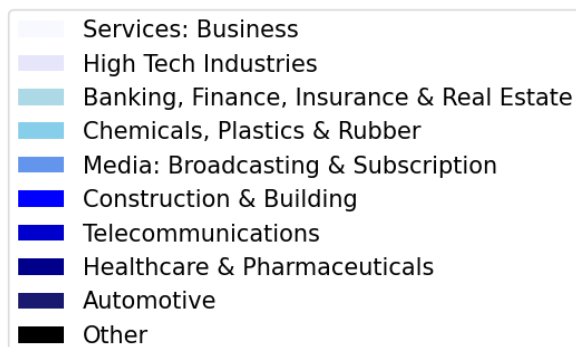 Services: Business
High Tech Industries
Banking, Finance, Insurance & Real Estate
Chemicals, Plastics & Rubber
Media: Broadcasting & Subscription
Construction & Building
Telecommunications
Healthcare & Pharmaceuticals
Automotive
Other